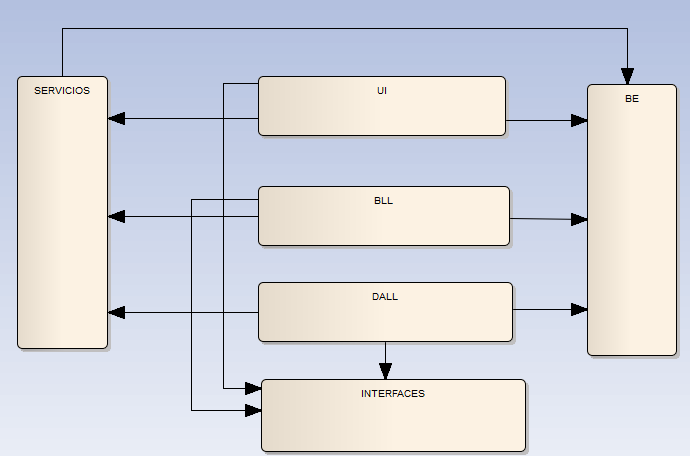 SERVICIOS
UI
BE
BLL
DALL
INTERFACES